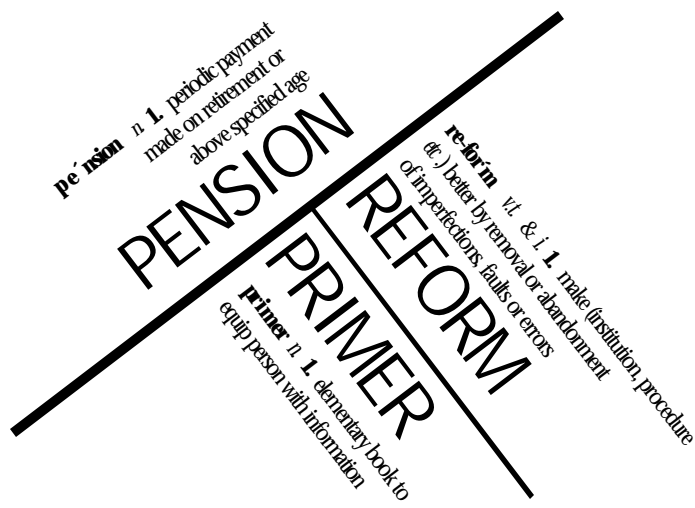 pe´nsion n 1. periodic payment
made on retirement or
above specified age
PENSION
REFORM
re-for´m v.t. & i. 1. make (institution, procedure
etc.) better by removal or abandonment
of imperfections, faults or errors
PRIMER
primer n 1. elementary book to
equip person with information